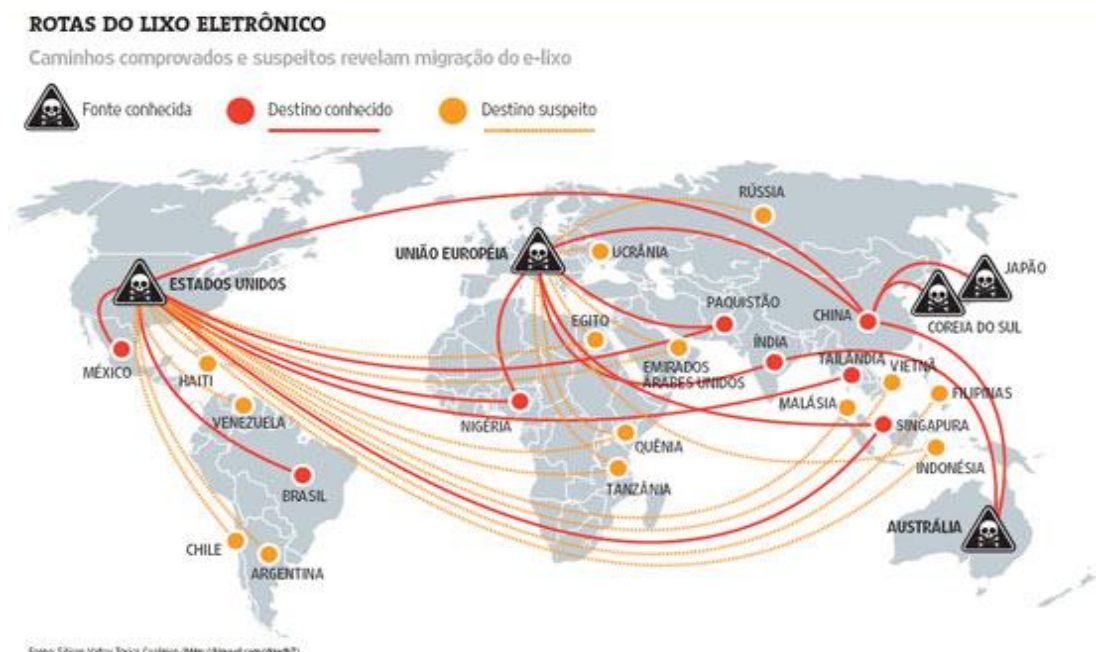 ROTAS DO LIXO ELETRÔNICO
Caminhos comprovados e suspeitos revelam migração do e-lixo
Fonte conhecida
Destino conhecido
Destino suspeito
RÚSSIA
UNIÃO EUROPÉIA
UCRÂNIA
ESTADOS UNIDOS
JAPÃO
PAQUISTÃO
CHINA
COREIA DO SUL
EGITO
ÍNDIA
TAILÂNDIA
VIETNÃ
MÉXICO
HAITI
EMIRADOS
ÁRABES UNIDOS
FILIPINAS
MALÁSIA
VENEZUELA
NIGÉRIA
SINGAPURA
QUÊNIA
INDONÉSIA
BRASIL
TANZÂNIA
AUSTRÁLIA
CHILE
ARGENTINA